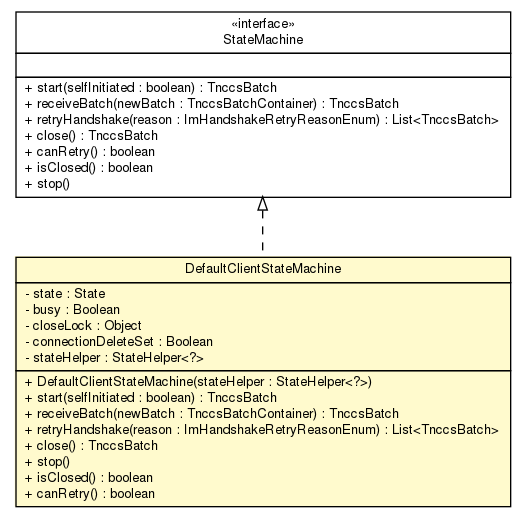 «interface»
StateMachine
+ start(selfInitiated : boolean) : TnccsBatch
+ receiveBatch(newBatch : TnccsBatchContainer) : TnccsBatch
+ retryHandshake(reason : ImHandshakeRetryReasonEnum) : List<TnccsBatch>
+ close() : TnccsBatch
+ canRetry() : boolean
+ isClosed() : boolean
+ stop()
DefaultClientStateMachine
- state : State
- busy : Boolean
- closeLock : Object
- connectionDeleteSet : Boolean
- stateHelper : StateHelper<?>
+ DefaultClientStateMachine(stateHelper : StateHelper<?>)
+ start(selfInitiated : boolean) : TnccsBatch
+ receiveBatch(newBatch : TnccsBatchContainer) : TnccsBatch
+ retryHandshake(reason : ImHandshakeRetryReasonEnum) : List<TnccsBatch>
+ close() : TnccsBatch
+ stop()
+ isClosed() : boolean
+ canRetry() : boolean